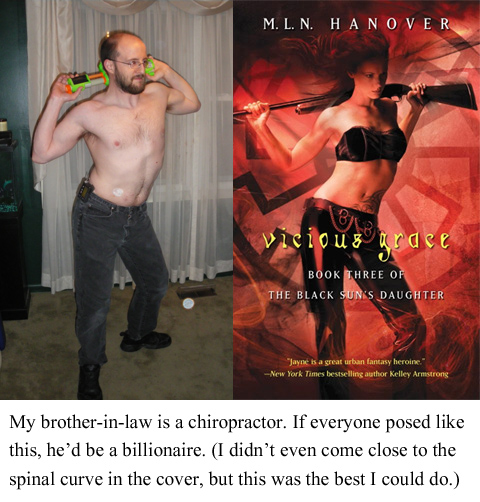 M. L. N. HANOVER
vicious grace
BOOK THREE OF
THE BLACK SUN'S DAUGHTER
"Jayné is a great urban fantasy heroine."
—New York Times bestselling author Kelley Armstrong
My brother-in-law is a chiropractor. If everyone posed like
this, he'd be a billionaire. (I didn't even come close to the
spinal curve in the cover, but this was the best I could do.)